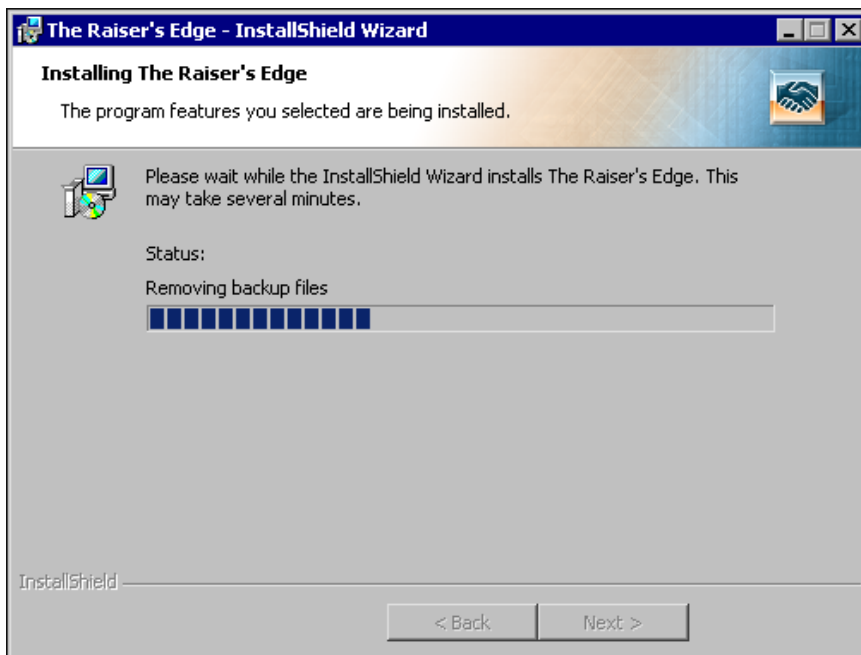 The Raiser's Edge - InstallShield Wizard
Installing The Raiser's Edge
The program features you selected are being installed.
Please wait while the InstallShield Wizard installs The Raiser's Edge. This
may take several minutes.
Status:
Removing backup files
InstallShield
< Back
Next >